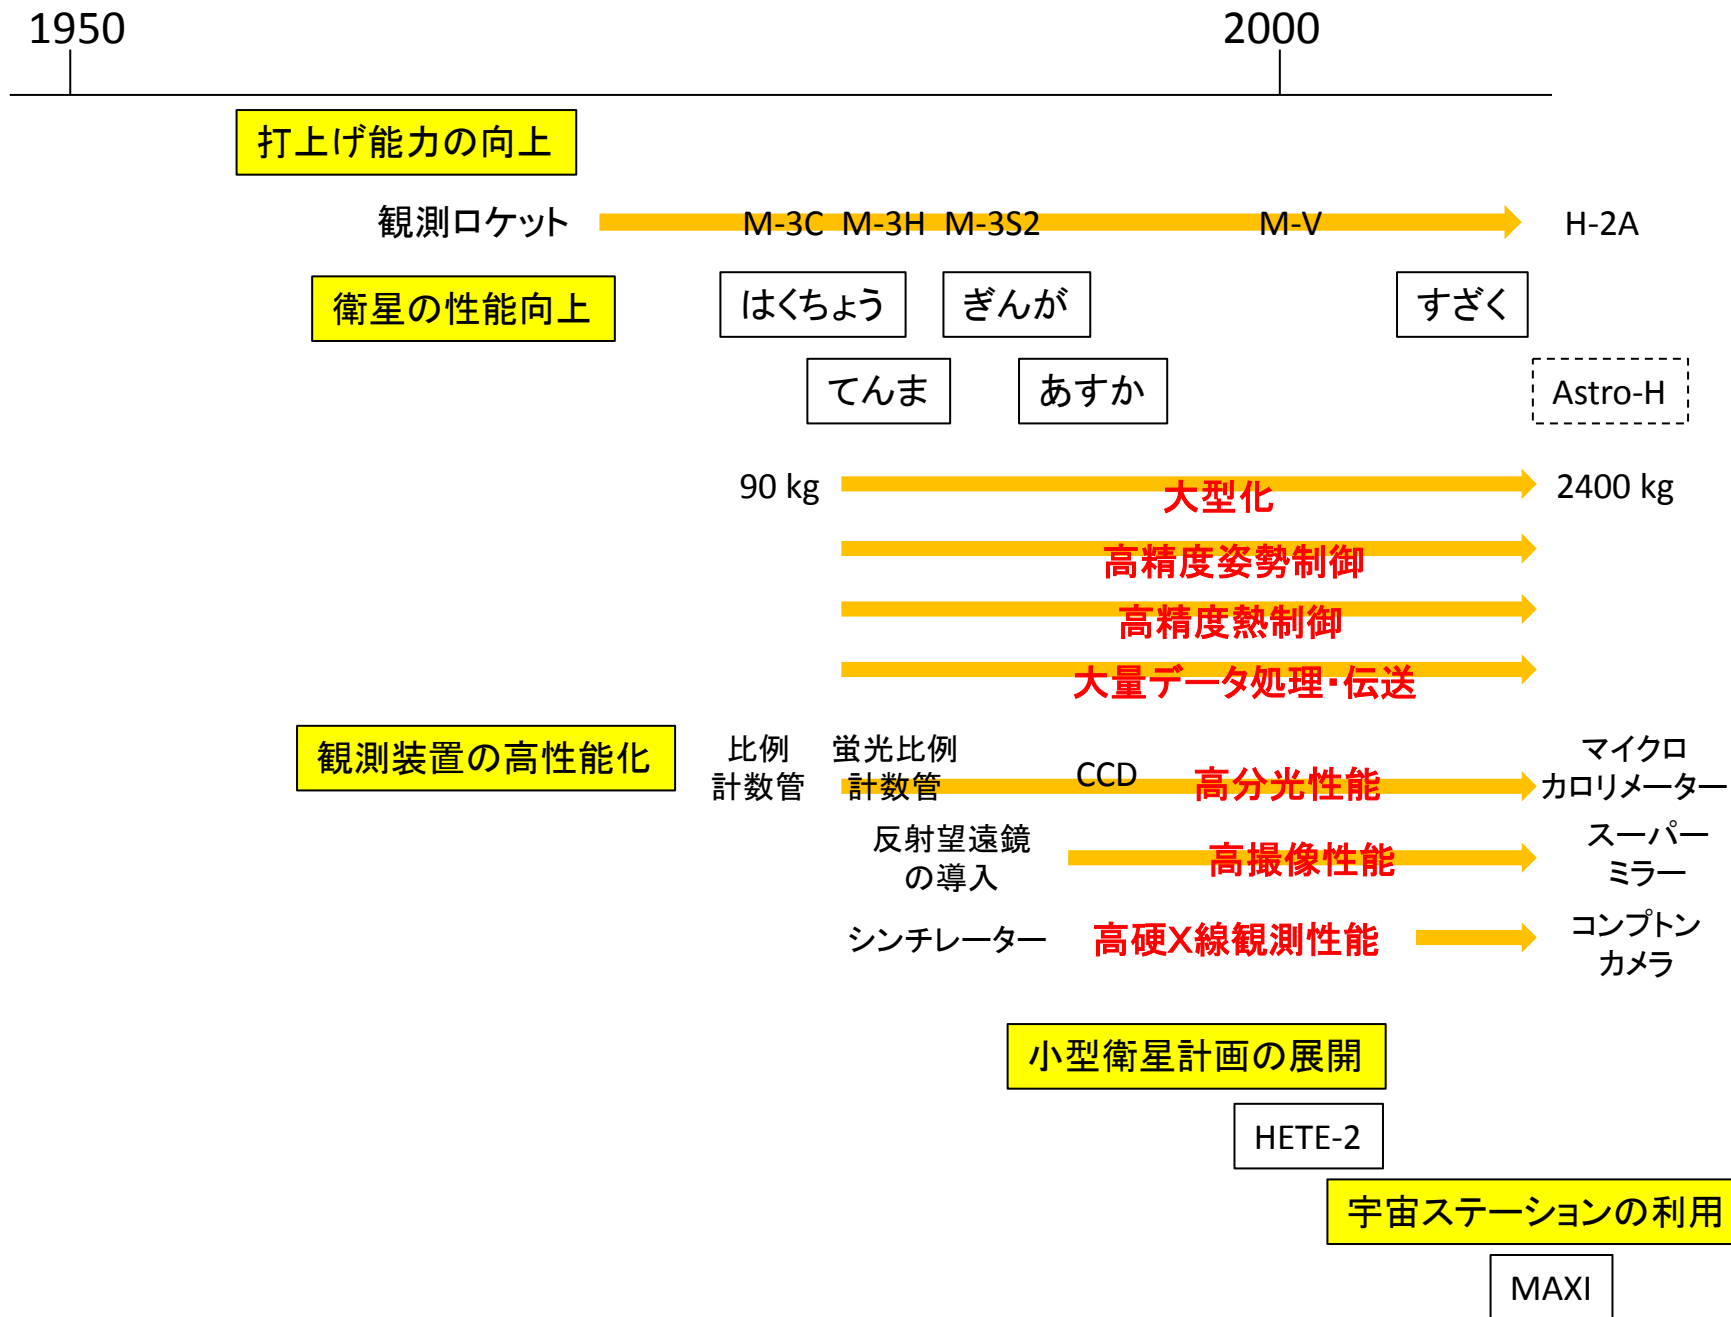 1950
2000
打上げ能力の向上
観測ロケット
M-3C
M-3H
M-3S2
M-V
H-2A
衛星の性能向上
はくちょう
ぎんが
すざく
てんま
あすか
Astro-H
90 kg
大型化
2400 kg
高精度姿勢制御
高精度熱制御
大量データ処理・伝送
観測装置の高性能化
比例
計数管
蛍光比例
計数管
CCD
高分光性能
マイクロ
カロリメーター
反射望遠鏡
の導入
高撮像性能
スーパー
ミラー
シンチレーター
高硬X線観測性能
コンプトン
カメラ
小型衛星計画の展開
HETE-2
宇宙ステーションの利用
MAXI